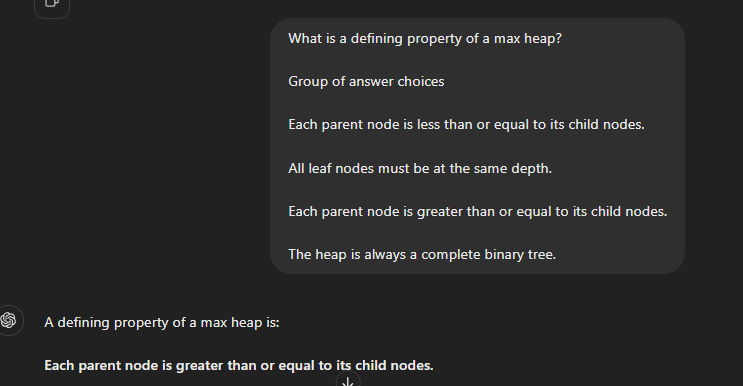 What is a defining property of a max heap?
Group of answer choices
Each parent node is less than or equal to its child nodes.
All leaf nodes must be at the same depth.
Each parent node is greater than or equal to its child nodes.
The heap is always a complete binary tree.
A defining property of a max heap is:
Each parent node is greater than or equal to its child nodes.